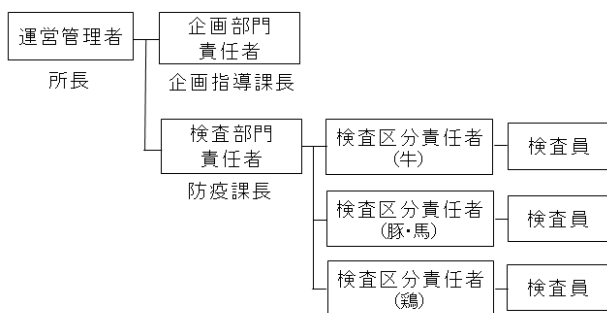 運営管理者
所長
企画部門
責任者
企画指導課長
検査部門
責任者
防疫課長
検査区分責任者
(牛)
検査員
検査区分責任者
(豚・馬)
検査員
検査区分責任者
(鶏)
検査員